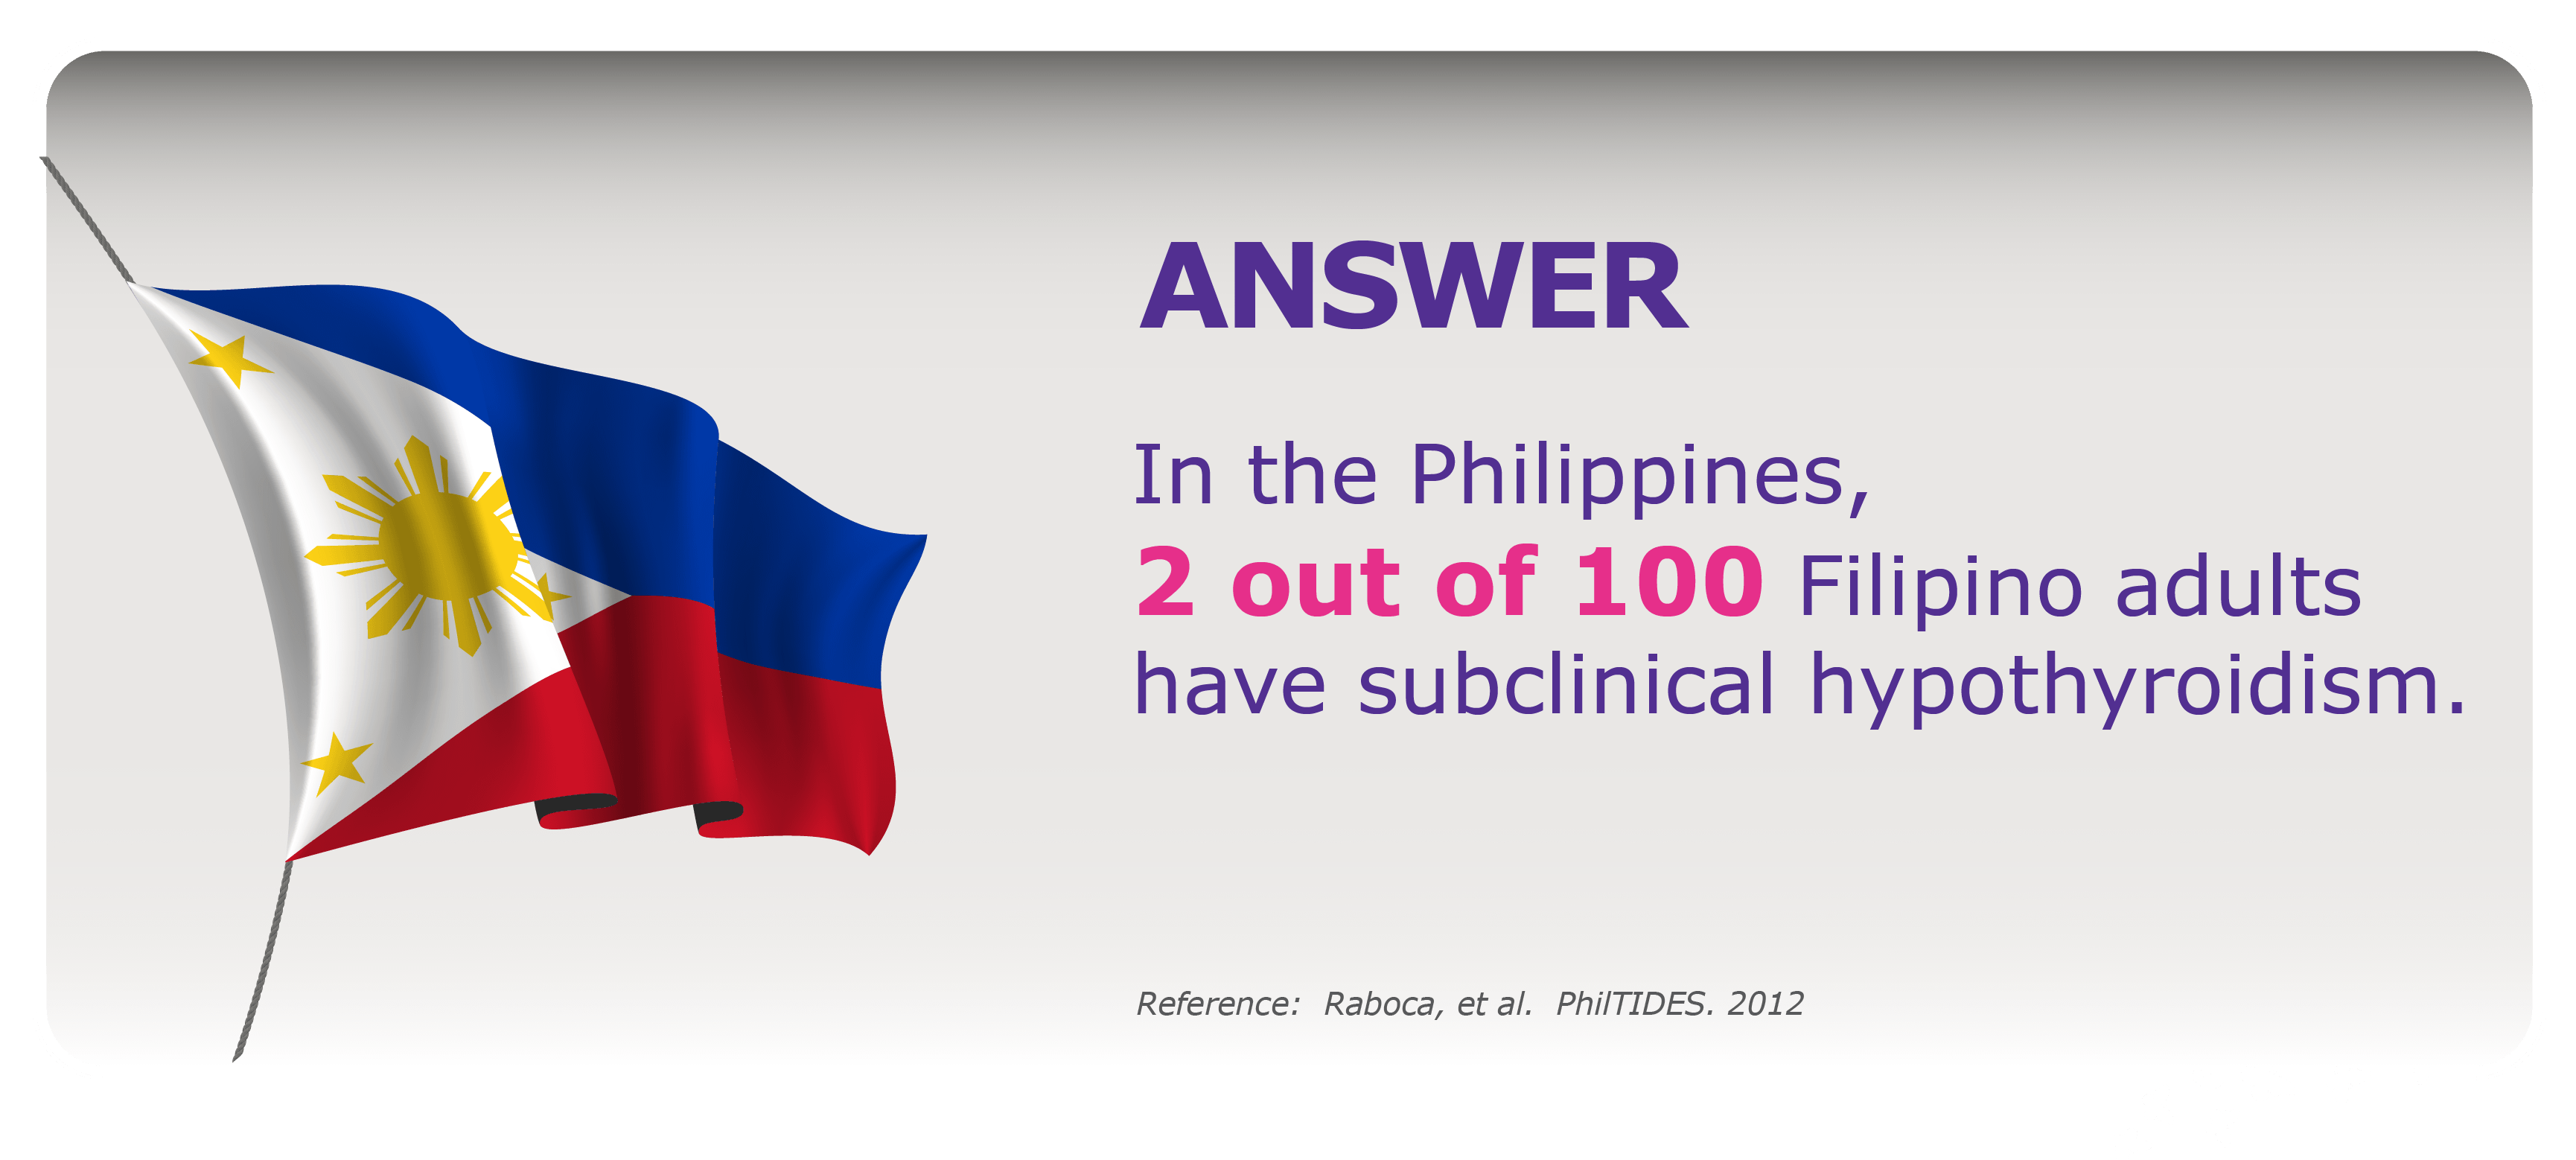 ANSWER
In the Philippines,
2 out of 100 Filipino adults
have subclinical hypothyroidism.
Reference: Raboca, et al. PhilTIDES. 2012